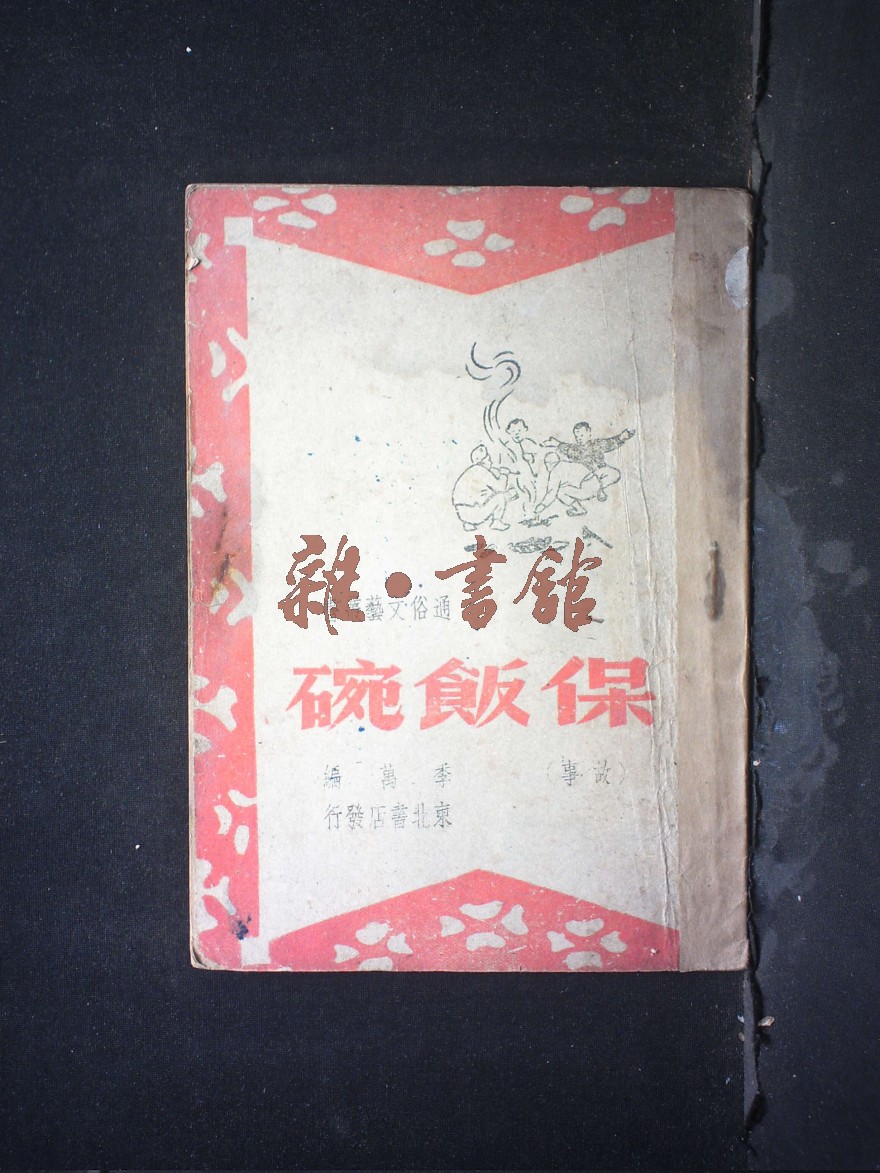 雜·書館
通俗文藝
保飯碗
（故事） 季萬編
東北書店發行